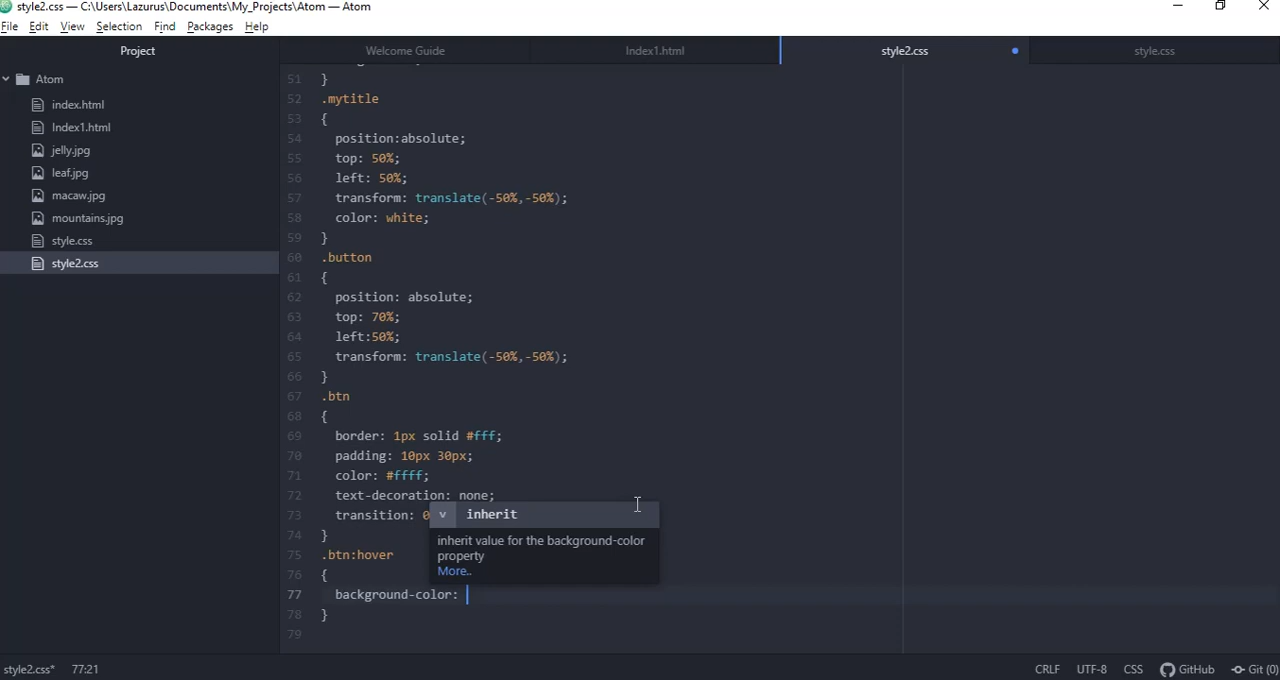 style2.css — C:\Users\Lazurus\Documents\My_Projects\Atom — Atom
File Edit View Selection Find Packages Help
Project Welcome Guide Index1.html style2.css style.css
Atom
index.html
Index1.html
jelly.jpg
leaf.jpg
macaw.jpg
mountains.jpg
style.css
style2.css
51 }
52 .mytitle
53 {
54 position:absolute;
55 top: 50%;
56 left: 50%;
57 transform: translate(-50%,-50%);
58 color: white;
59 }
60 .button
61 {
62 position: absolute;
63 top: 70%;
64 left:50%;
65 transform: translate(-50%,-50%);
66 }
67 .btn
68 {
69 border: 1px solid #fff;
70 padding: 10px 30px;
71 color: #ffff;
72 text-decoration: none;
73 transition: 0
v inherit
74 }
inherit value for the background-color
75 .btn:hover
property
More..
76 {
77 background-color:
78 }
79
style2.css* 77:21 CRLF UTF-8 CSS GitHub Git (0)